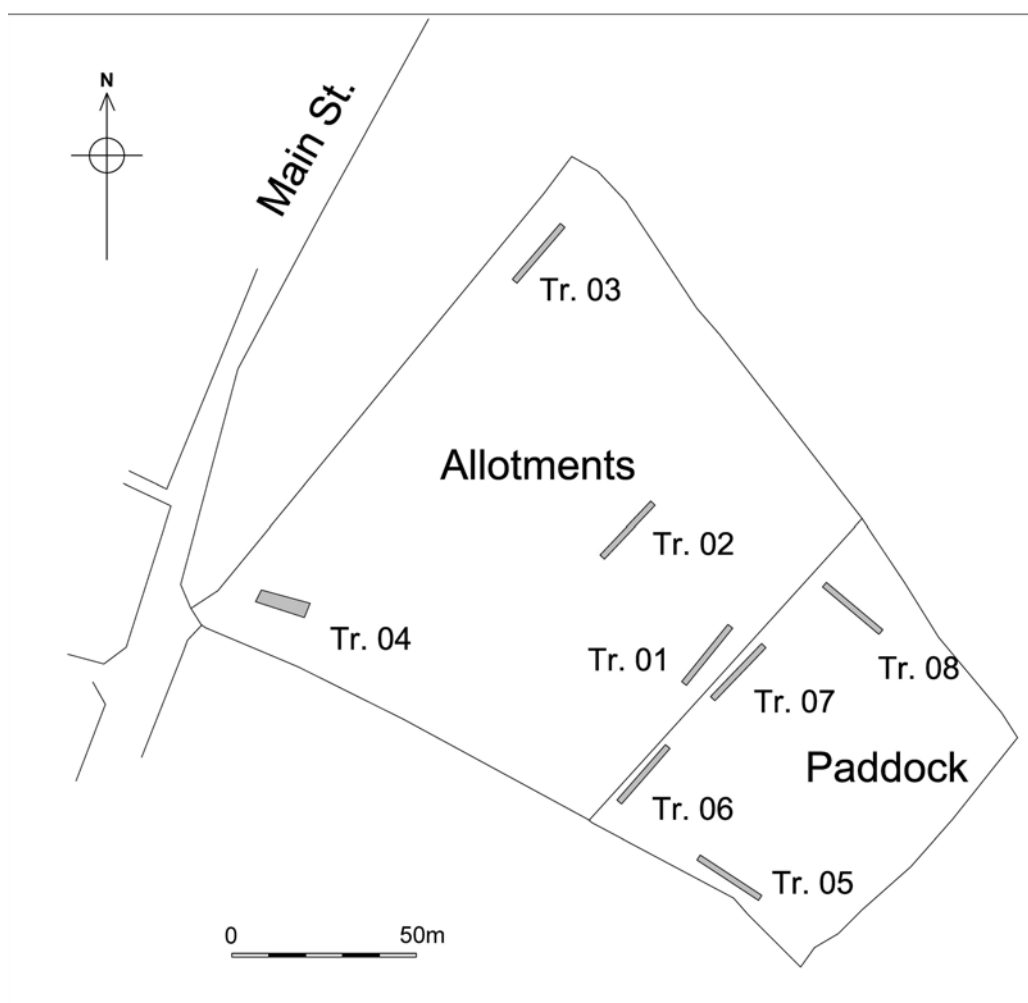 N
Main St.
Tr. 03
Allotments
Tr. 02
Tr. 04
Tr. 01
Tr. 08
Tr. 07
Paddock
Tr. 06
Tr. 05
0 50m